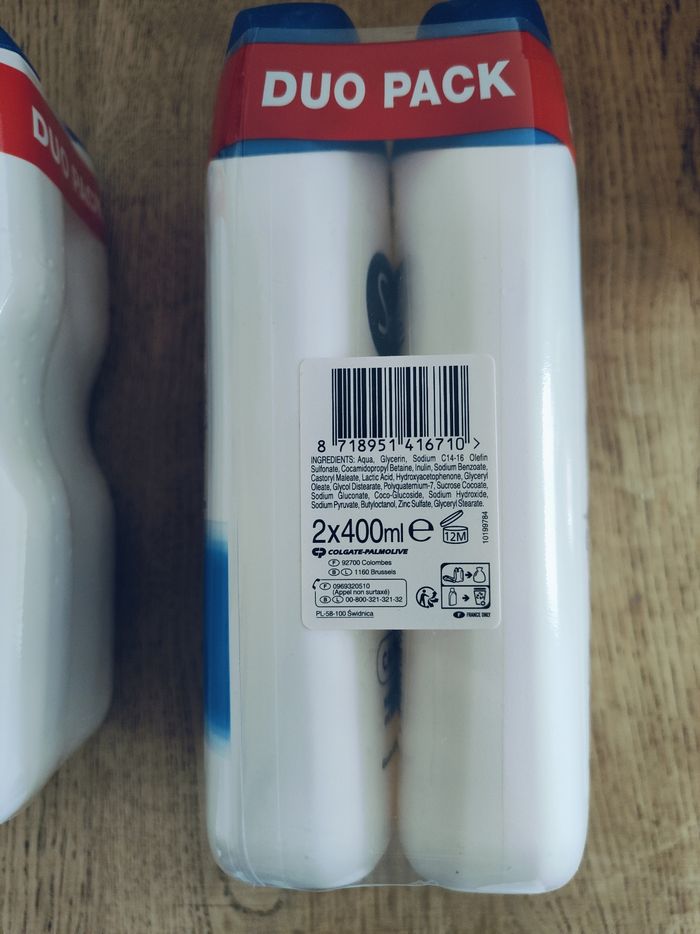 DUO PACK
DUO PACK
S
8 718951 416710 >
INGREDIENTS: Aqua, Glycerin, Sodium C14-16 Olefin
Sulfonate, Cocamidopropyl Betaine, Inulin, Sodium Benzoate,
Castoryl Maleate, Lactic Acid, Hydroxyacetophenone, Glyceryl
Oleate, Glycol Distearate, Polyquaternium-7, Sucrose Cocoate,
Sodium Gluconate, Coco-Glucoside, Sodium Hydroxide,
Sodium Pyruvate, Butyloctanol, Zinc Sulfate, Glyceryl Stearate.
2x400ml e 12M
10199784
CP COLGATE-PALMOLIVE
F 92700 Colombes
B L 1160 Brusseis
F 0969320510
(Appel non surtaxé)
B L 00-800-321-321-32
PL-58-100 Świdnica
F FRANCE ONLY